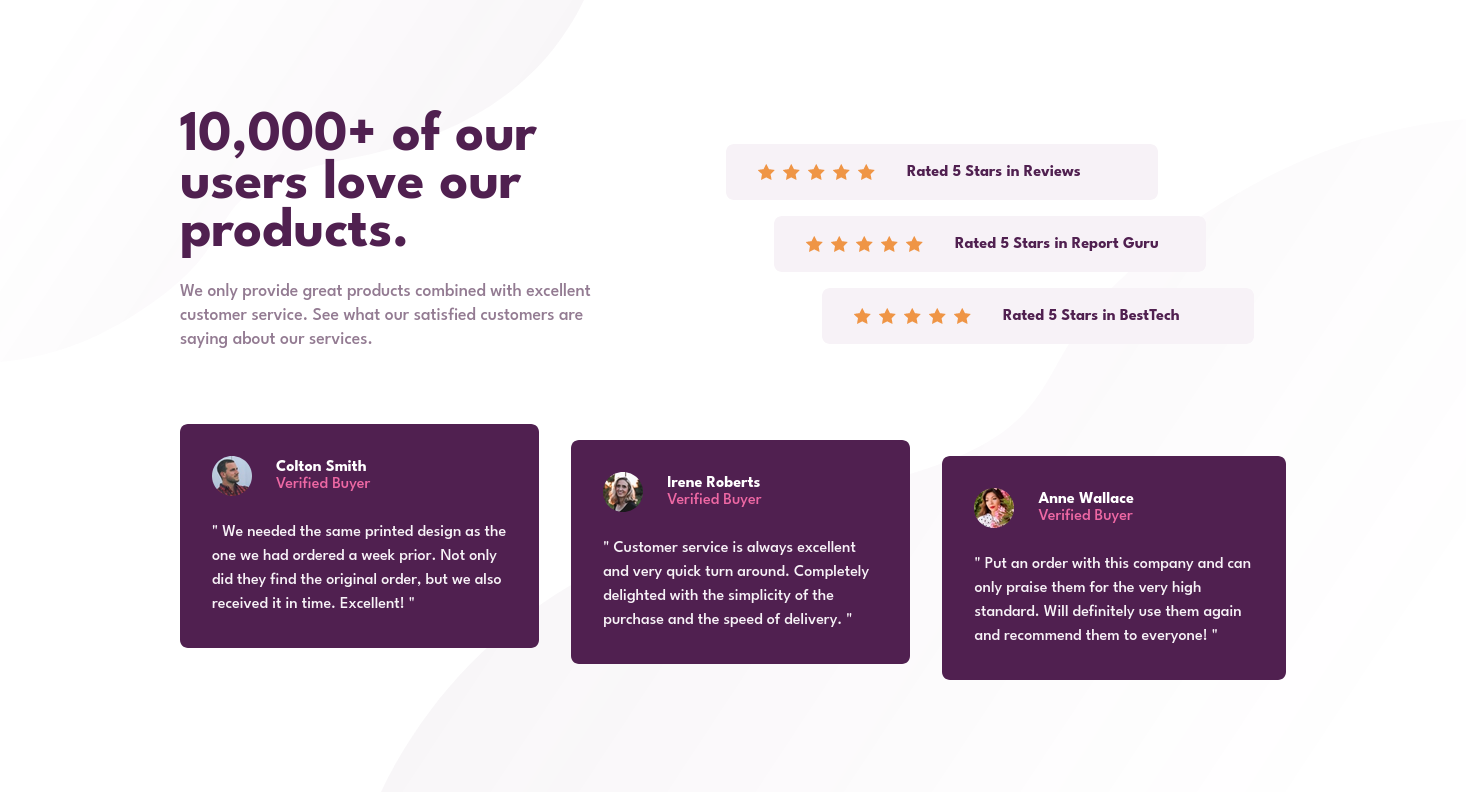 10,000+ of our
users love our
products.
We only provide great products combined with excellent
customer service. See what our satisfied customers are
saying about our services.
Rated 5 Stars in Reviews
Rated 5 Stars in Report Guru
Rated 5 Stars in BestTech
Colton Smith
Verified Buyer
" We needed the same printed design as the
one we had ordered a week prior. Not only
did they find the original order, but we also
received it in time. Excellent! "
Irene Roberts
Verified Buyer
" Customer service is always excellent
and very quick turn around. Completely
delighted with the simplicity of the
purchase and the speed of delivery. "
Anne Wallace
Verified Buyer
" Put an order with this company and can
only praise them for the very high
standard. Will definitely use them again
and recommend them to everyone! "